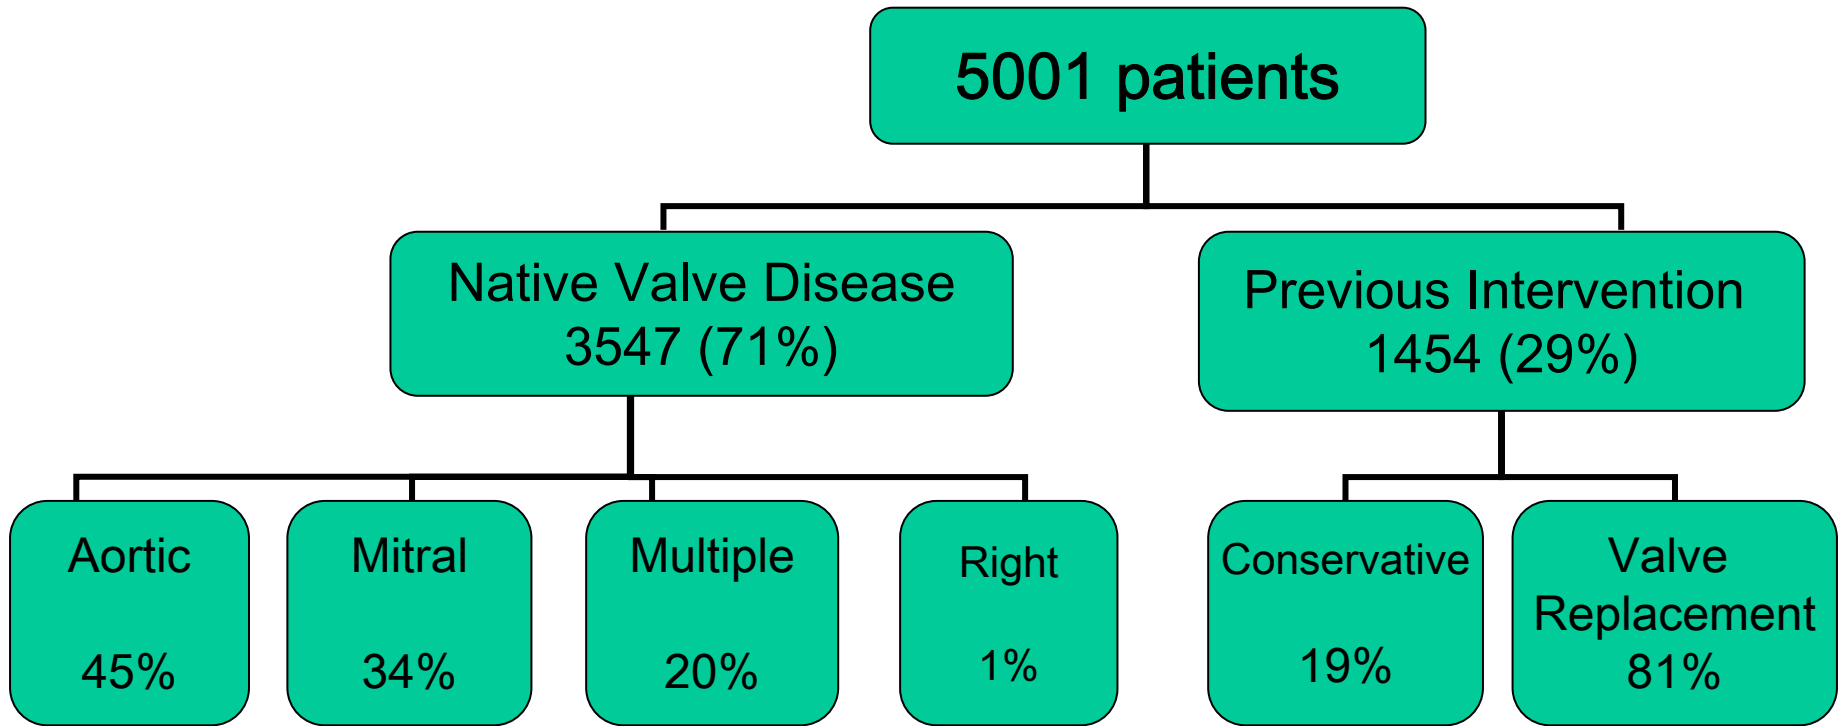 5001 patients
Native Valve Disease
3547 (71%)
Previous Intervention
1454 (29%)
Aortic
45%
Mitral
34%
Multiple
20%
Right
1%
Conservative
19%
Valve
Replacement
81%